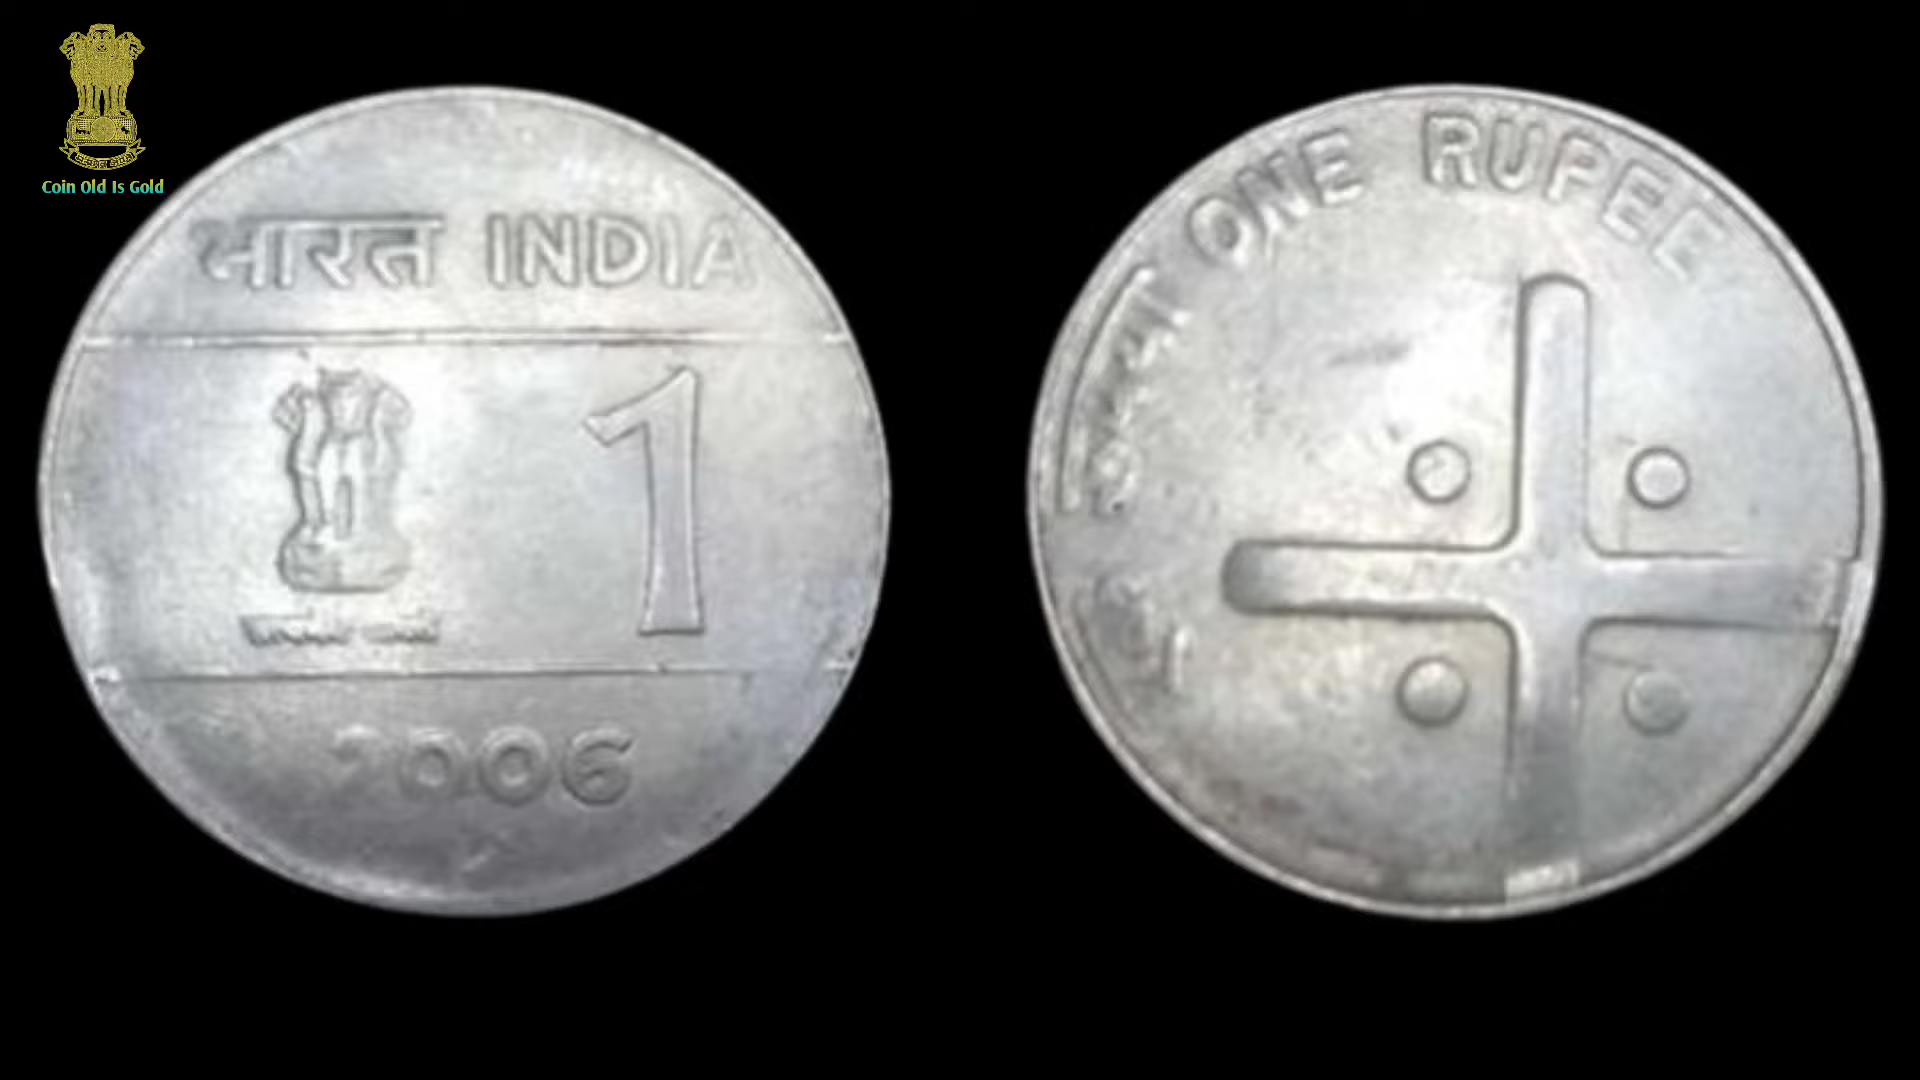 Coin Old Is Gold
भारत INDIA
1
2006
ONE RUPEE